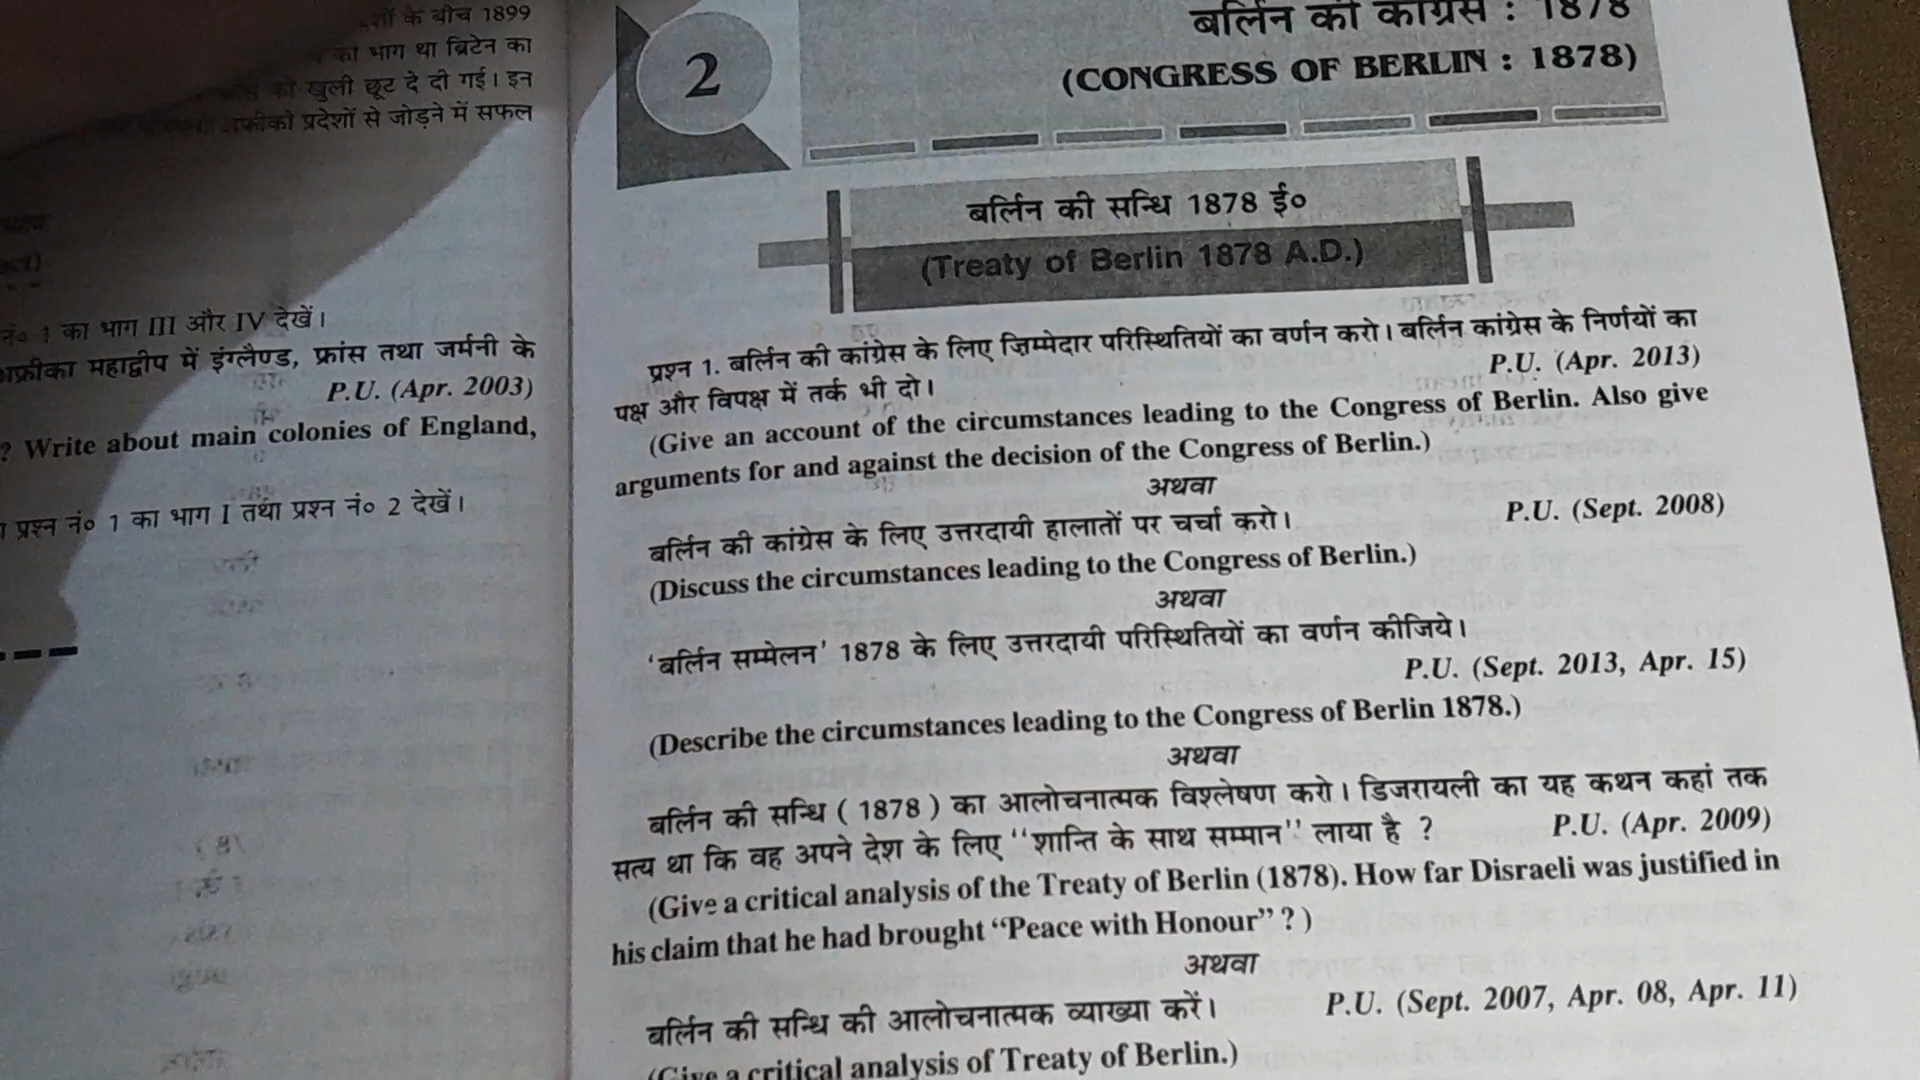 के बीच 1899
का भाग था ब्रिटेन का
खुली छूट दे दी गई। इन
प्रदेशों से जोड़ने में सफल
नं० 1 का भाग III और IV देखें।
महाद्वीप में इंग्लैण्ड, फ्रांस तथा जर्मनी के
P.U. (Apr. 2003)
? Write about main colonies of England,
प्रश्न नं० 1 का भाग I तथा प्रश्न नं० 2 देखें।
2
बर्लिन की कांग्रेस : 1878
(CONGRESS OF BERLIN : 1878)
बर्लिन की सन्धि 1878 ई०
(Treaty of Berlin 1878 A.D.)
प्रश्न 1. बर्लिन की कांग्रेस के लिए ज़िम्मेदार परिस्थितियों का वर्णन करो। बर्लिन कांग्रेस के निर्णयों का
पक्ष और विपक्ष में तर्क भी दो। P.U. (Apr. 2013)
(Give an account of the circumstances leading to the Congress of Berlin. Also give
arguments for and against the decision of the Congress of Berlin.)
अथवा
बर्लिन की कांग्रेस के लिए उत्तरदायी हालातों पर चर्चा करो। P.U. (Sept. 2008)
(Discuss the circumstances leading to the Congress of Berlin.)
अथवा
‘बर्लिन सम्मेलन’ 1878 के लिए उत्तरदायी परिस्थितियों का वर्णन कीजिये।
P.U. (Sept. 2013, Apr. 15)
(Describe the circumstances leading to the Congress of Berlin 1878.)
अथवा
बर्लिन की सन्धि ( 1878 ) का आलोचनात्मक विश्लेषण करो। डिजरायली का यह कथन कहां तक
सत्य था कि वह अपने देश के लिए ‘‘शान्ति के साथ सम्मान’’ लाया है ? P.U. (Apr. 2009)
(Give a critical analysis of the Treaty of Berlin (1878). How far Disraeli was justified in
his claim that he had brought “Peace with Honour” ? )
अथवा
बर्लिन की सन्धि की आलोचनात्मक व्याख्या करें। P.U. (Sept. 2007, Apr. 08, Apr. 11)
(Give a critical analysis of Treaty of Berlin.)